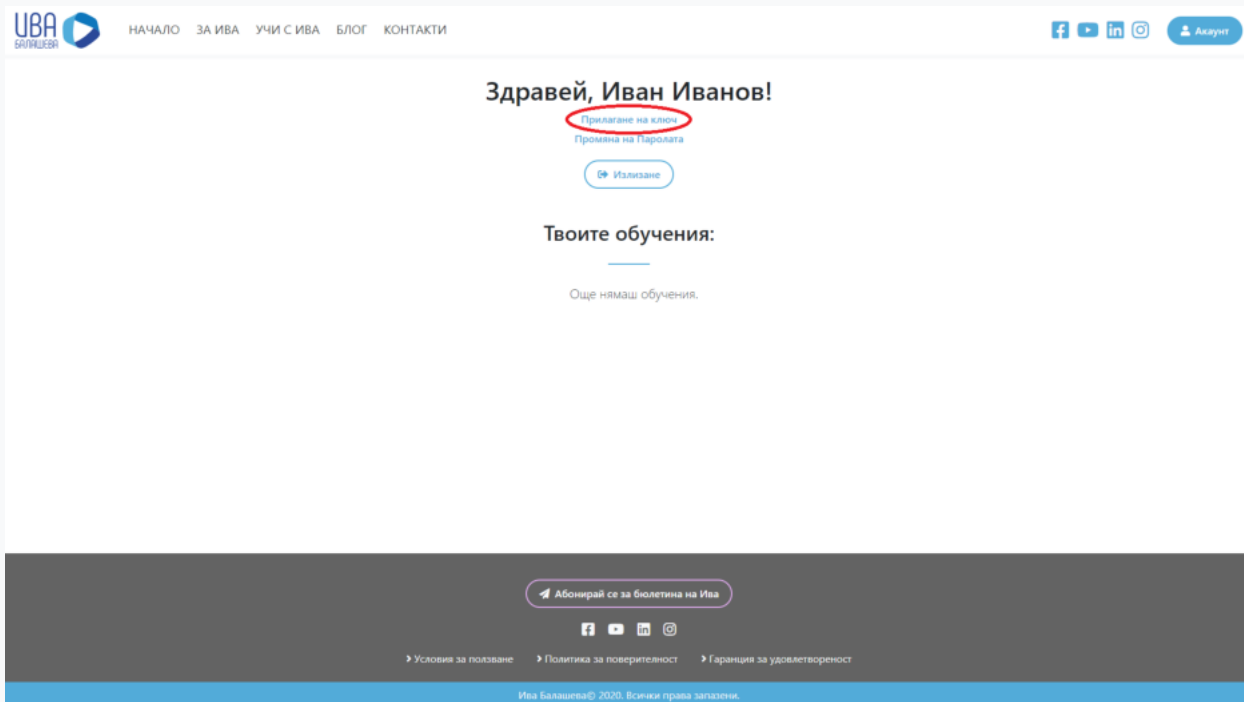 ИВА
БАЛАШЕВА
НАЧАЛО ЗА ИВА УЧИ С ИВА БЛОГ КОНТАКТИ
Акаунт
Здравей, Иван Иванов!
Прилагане на ключ
Промяна на Паролата
Излизане
Твоите обучения:
Още нямаш обучения.
Абонирай се за бюлетина на Ива
Условия за ползване Политика за поверителност Гаранция за удовлетвореност
Ива Балашева© 2020. Всички права запазени.